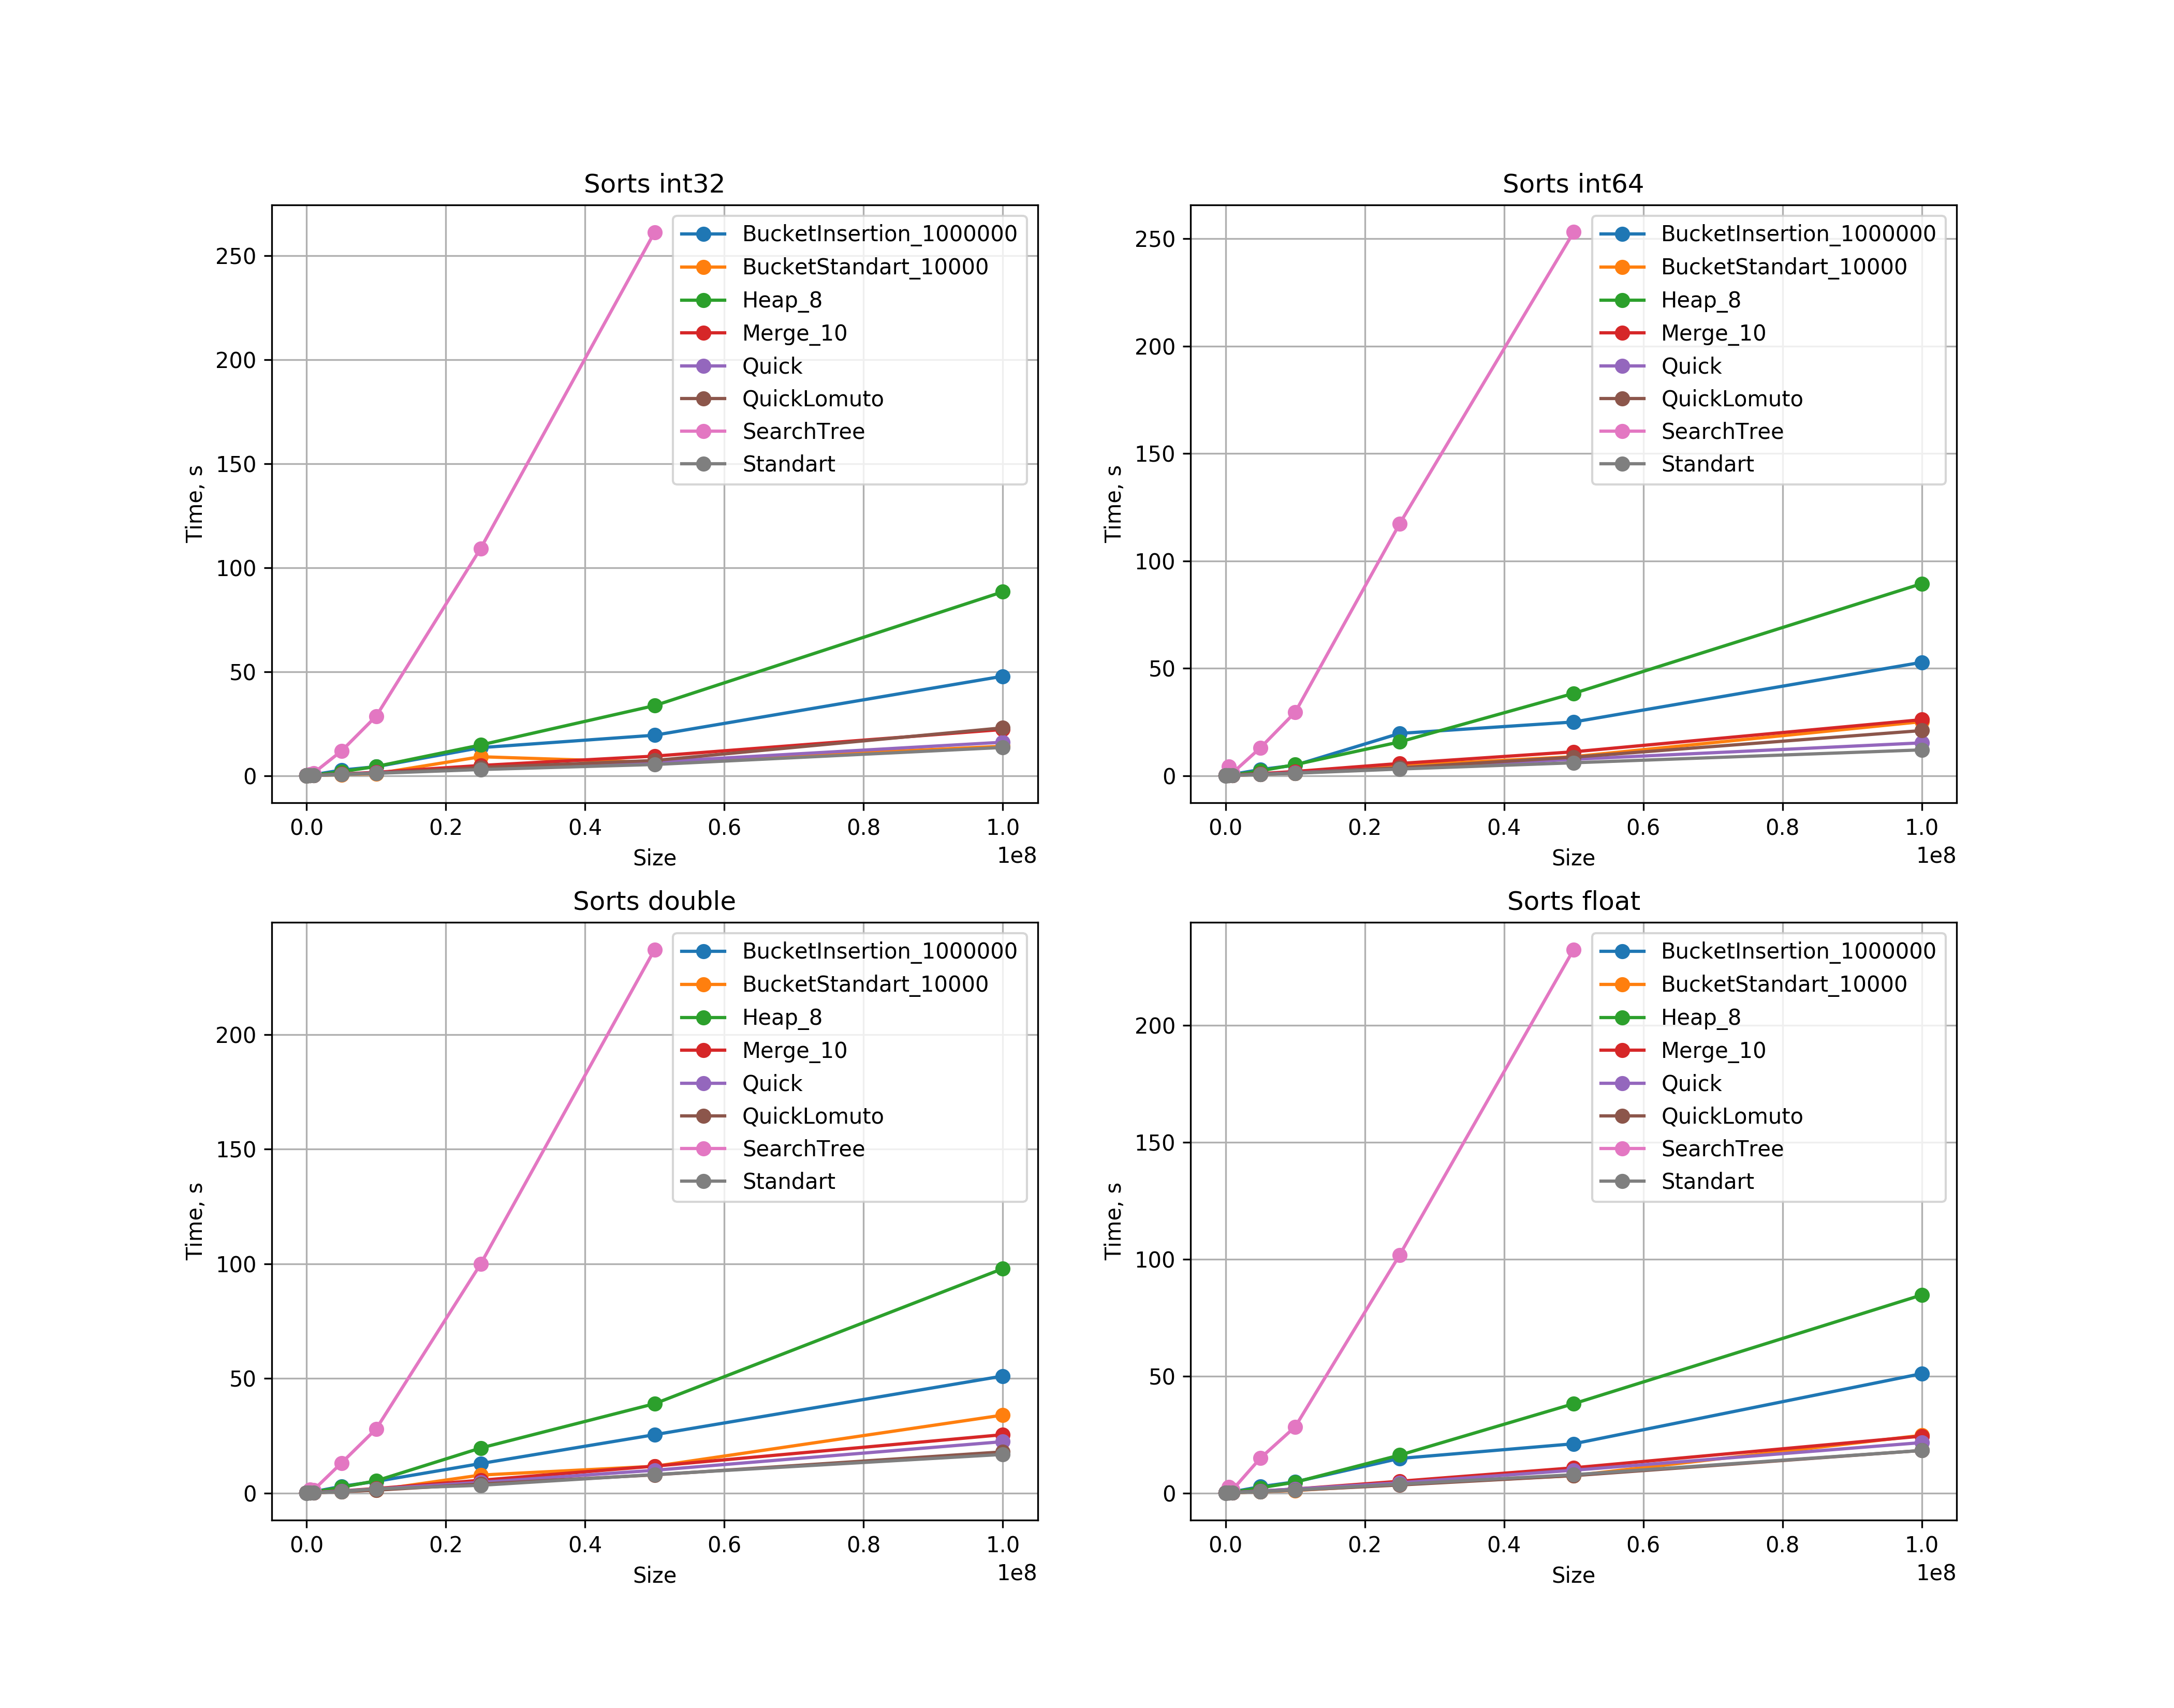 Sorts int32
250
200
150
100
50
0
Time, s
BucketInsertion_1000000
BucketStandart_10000
Heap_8
Merge_10
Quick
QuickLomuto
SearchTree
Standart
0.0 0.2 0.4 0.6 0.8 1.0
Size
1e8
Sorts int64
250
200
150
100
50
0
Time, s
BucketInsertion_1000000
BucketStandart_10000
Heap_8
Merge_10
Quick
QuickLomuto
SearchTree
Standart
0.0 0.2 0.4 0.6 0.8 1.0
Size
1e8
Sorts double
200
150
100
50
0
Time, s
BucketInsertion_1000000
BucketStandart_10000
Heap_8
Merge_10
Quick
QuickLomuto
SearchTree
Standart
0.0 0.2 0.4 0.6 0.8 1.0
Size
1e8
Sorts float
200
150
100
50
0
Time, s
BucketInsertion_1000000
BucketStandart_10000
Heap_8
Merge_10
Quick
QuickLomuto
SearchTree
Standart
0.0 0.2 0.4 0.6 0.8 1.0
Size
1e8